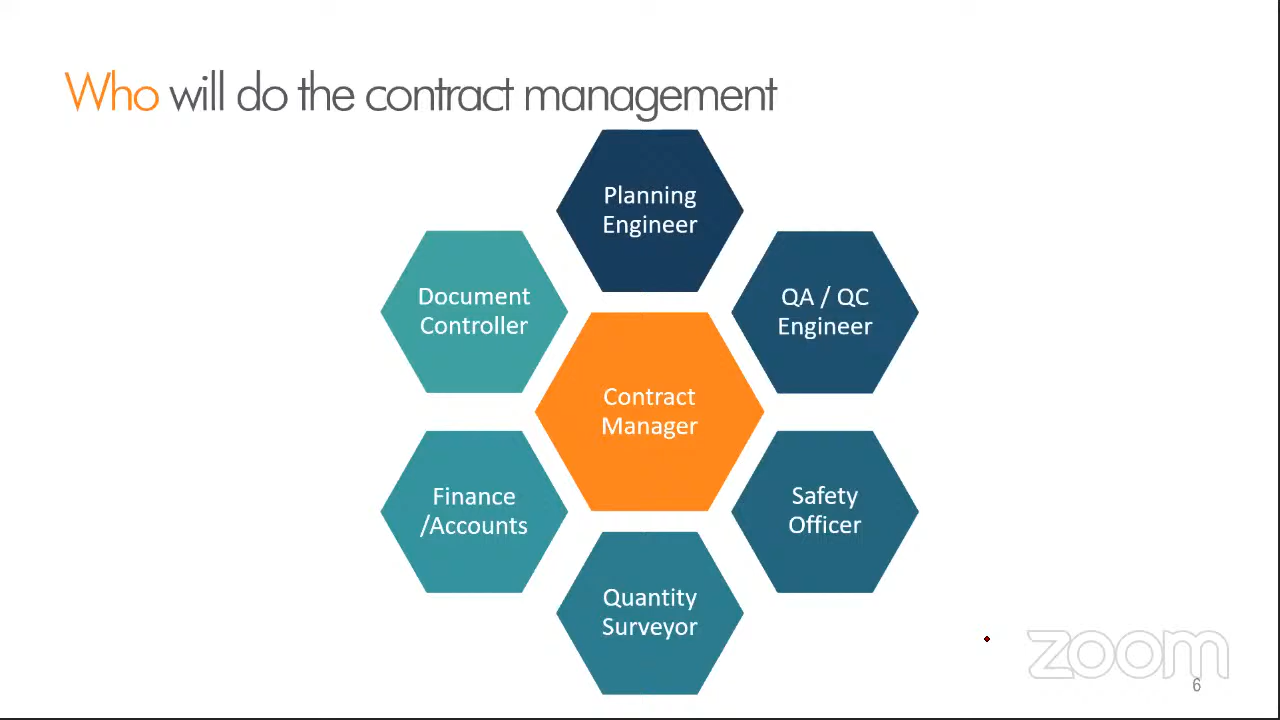 Who will do the contract management
Planning
Engineer
Document
Controller
QA / QC
Engineer
Contract
Manager
Finance
/Accounts
Safety
Officer
Quantity
Surveyor
zoom
6